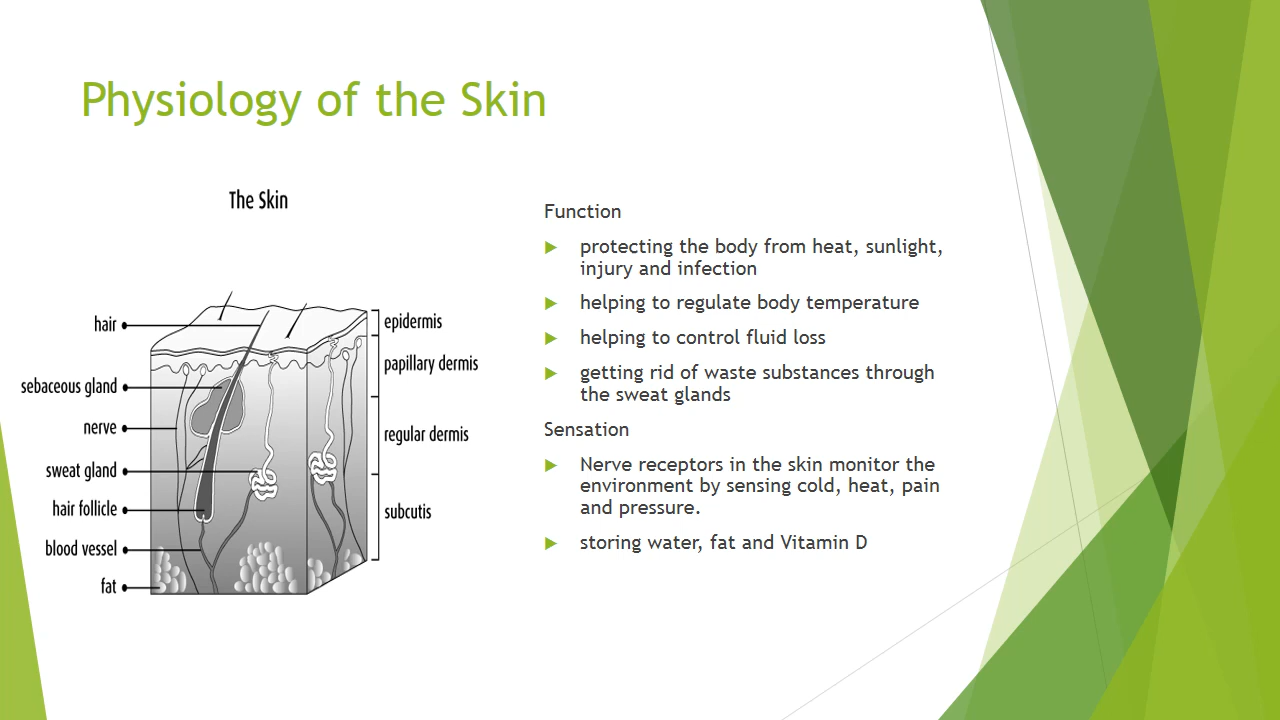 Physiology of the Skin
The Skin
hair
sebaceous gland
nerve
sweat gland
hair follicle
blood vessel
fat
epidermis
papillary dermis
regular dermis
subcutis
Function
protecting the body from heat, sunlight,
injury and infection
helping to regulate body temperature
helping to control fluid loss
getting rid of waste substances through
the sweat glands
Sensation
Nerve receptors in the skin monitor the
environment by sensing cold, heat, pain
and pressure.
storing water, fat and Vitamin D